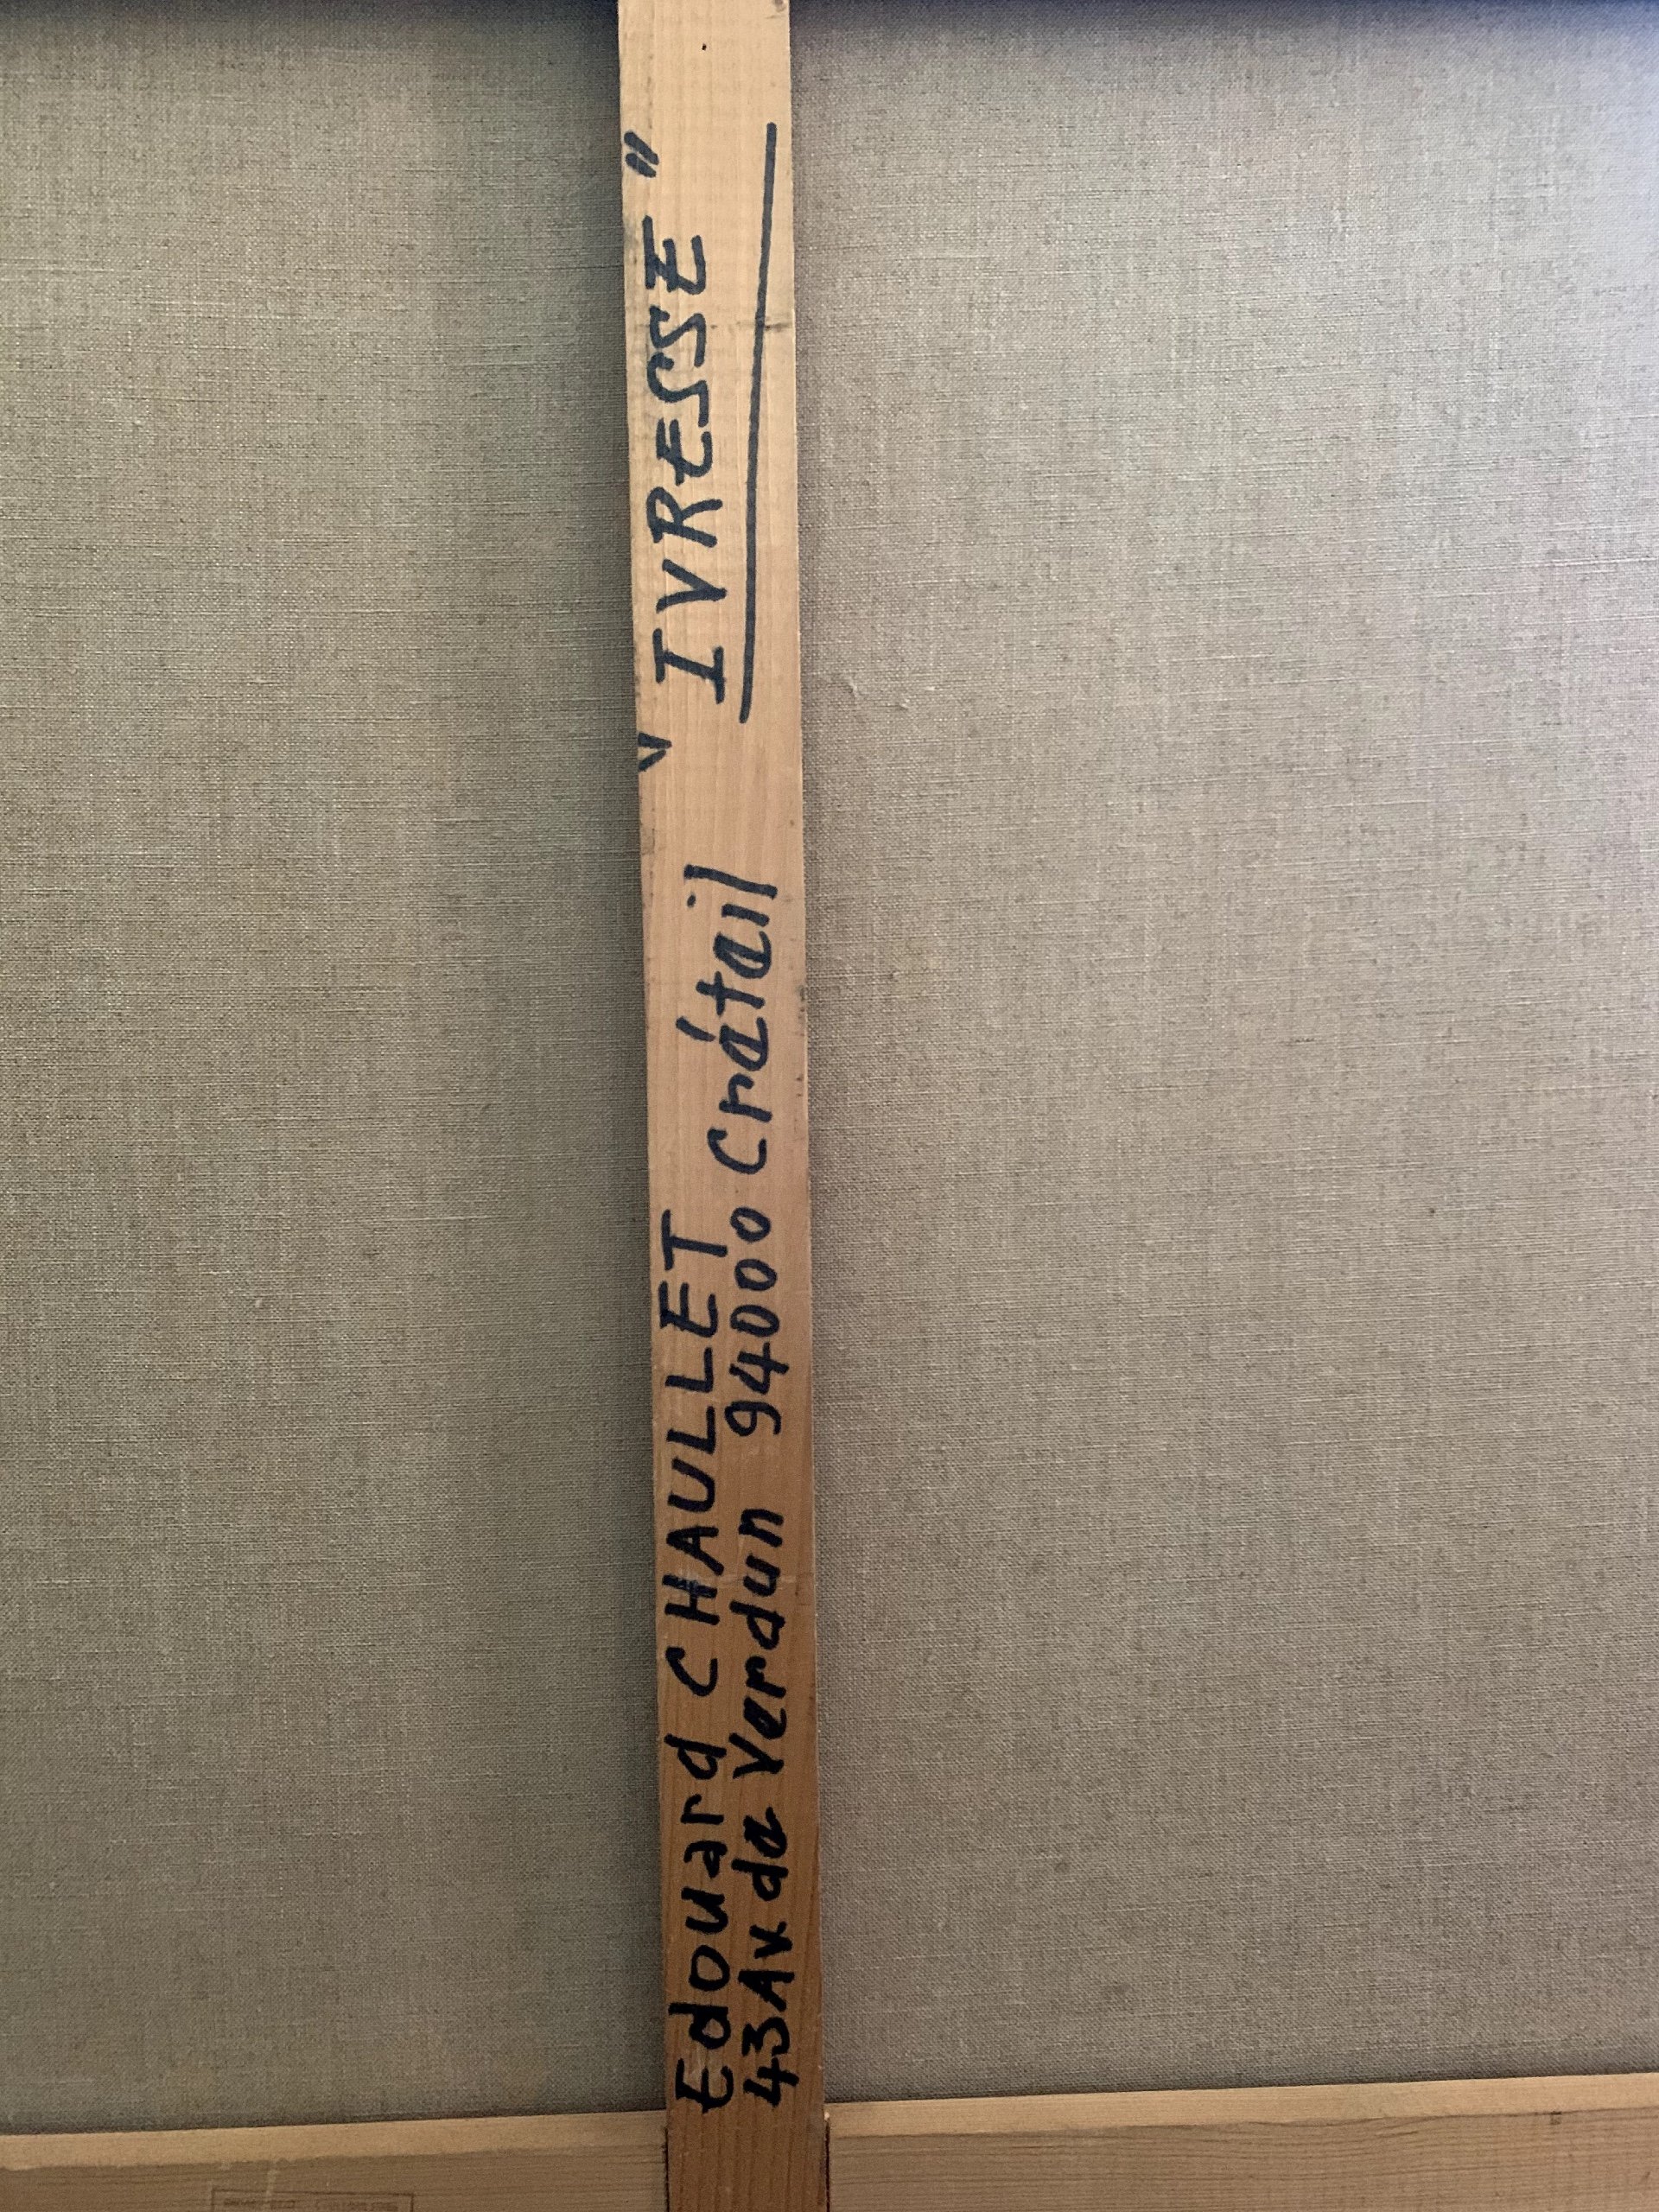 Edouard CHAULLET
43 Av. de Verdun 94000 Créteil
" IVRESSE "